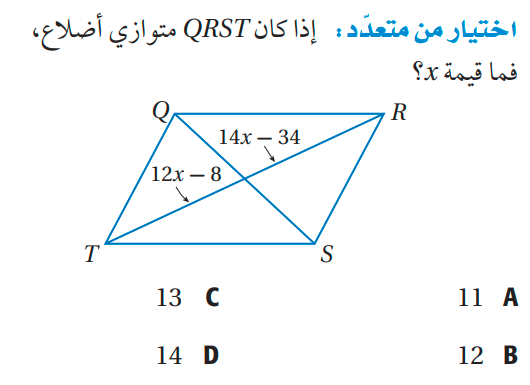 اختيار من متعدّد: إذا كان QRST متوازي أضلاع،
فما قيمة x؟
Q
R
14x – 34
12x – 8
T
S
11 A
13 C
12 B
14 D